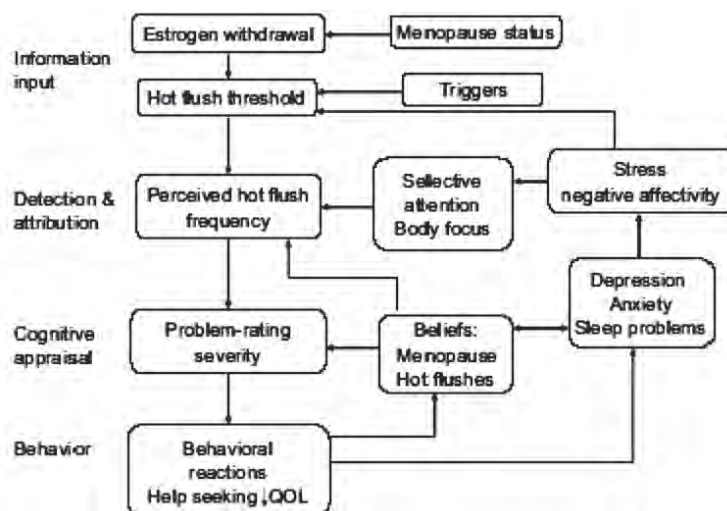 Estrogen withdrawal
Menopause status
Information
input
Hot flush threshold
Triggers
Detection &
attribution
Perceived hot flush
frequency
Selective
attention
Body focus
Stress
negative affectivity
Depression
Anxiety
Sleep problems
Cognitive
appraisal
Problem-rating
severity
Beliefs:
Menopause
Hot flushes
Behavior
Behavioral
reactions
Help seeking ↓QOL